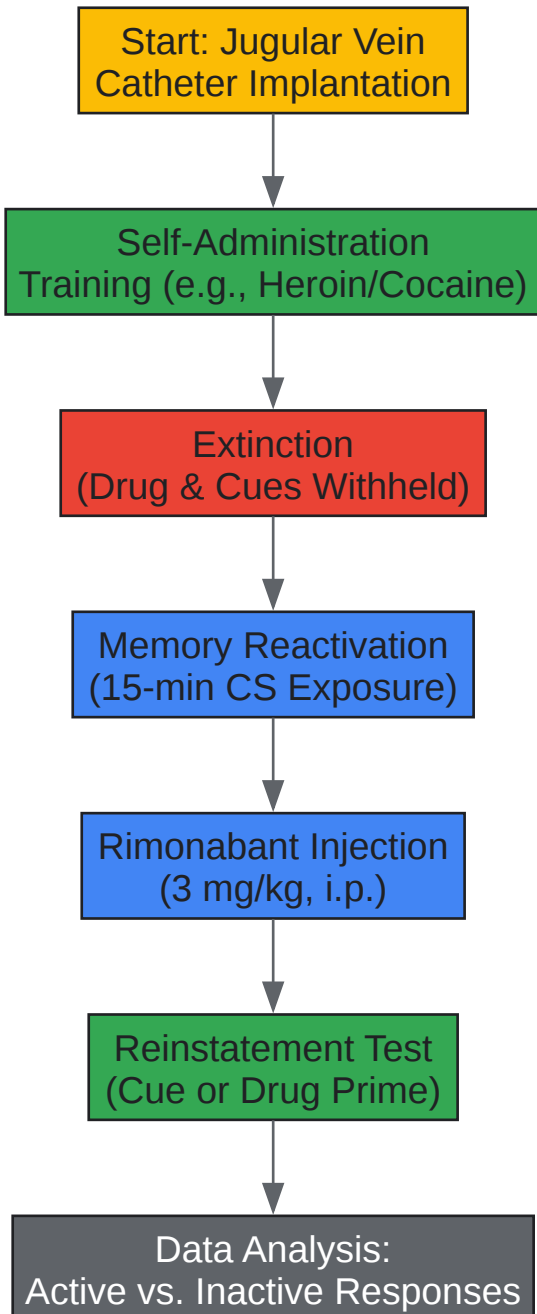 Start: Jugular Vein
Catheter Implantation
Self-Administration
Training (e.g., Heroin/Cocaine)
Extinction
(Drug & Cues Withheld)
Memory Reactivation
(15-min CS Exposure)
Rimonabant Injection
(3 mg/kg, i.p.)
Reinstatement Test
(Cue or Drug Prime)
Data Analysis:
Active vs. Inactive Responses